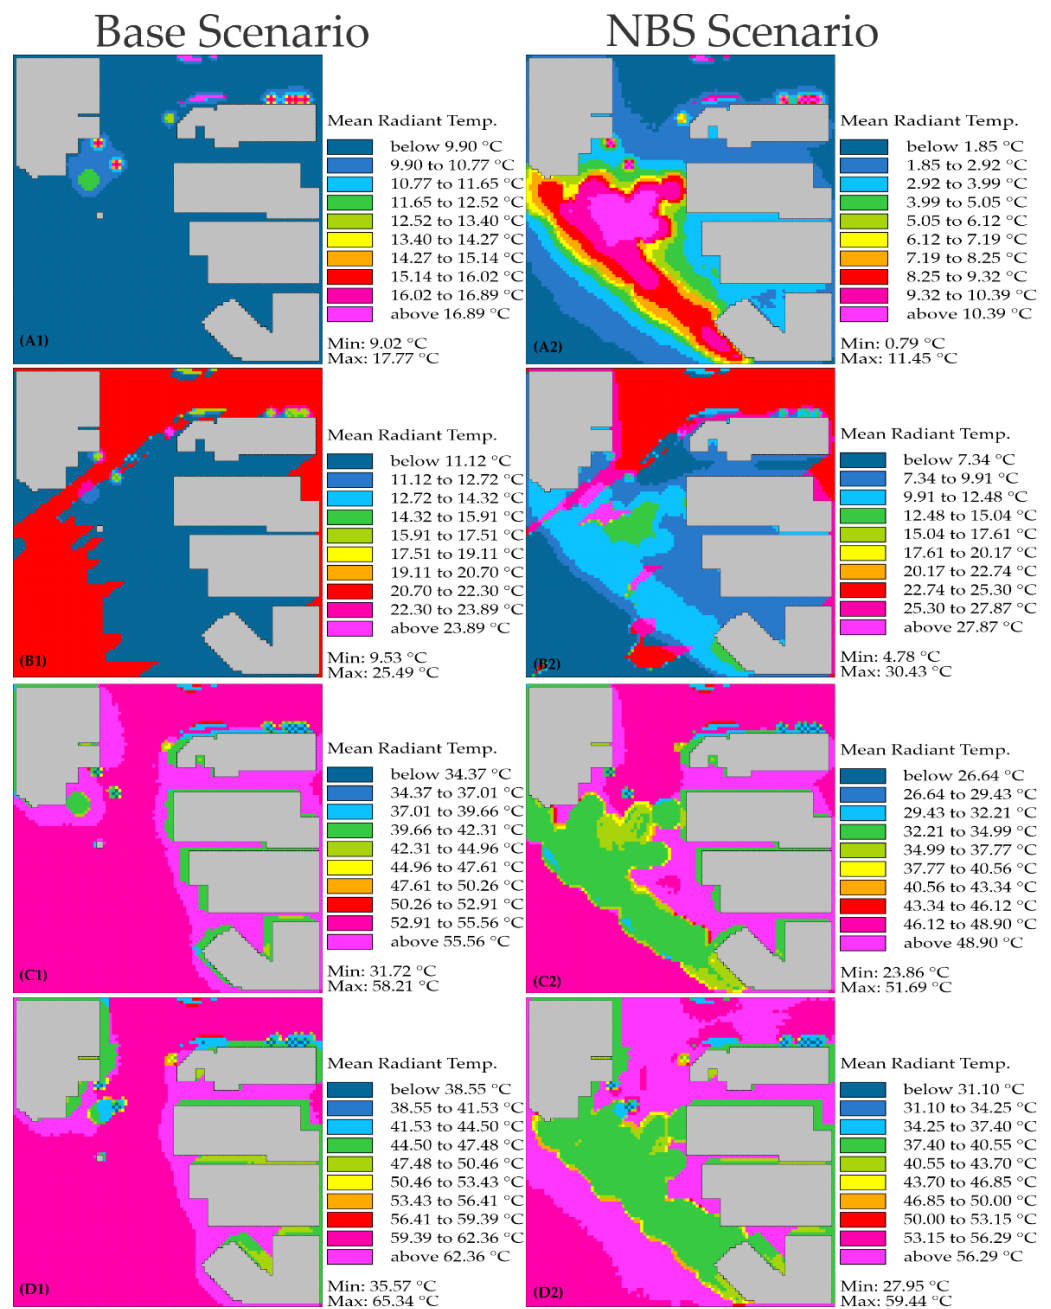 Base Scenario
NBS Scenario
Mean Radiant Temp.
below 9.90 °C
9.90 to 10.77 °C
10.77 to 11.65 °C
11.65 to 12.52 °C
12.52 to 13.40 °C
13.40 to 14.27 °C
14.27 to 15.14 °C
15.14 to 16.02 °C
16.02 to 16.89 °C
above 16.89 °C
Min: 9.02 °C
Max: 17.77 °C
(A1)
Mean Radiant Temp.
below 1.85 °C
1.85 to 2.92 °C
2.92 to 3.99 °C
3.99 to 5.05 °C
5.05 to 6.12 °C
6.12 to 7.19 °C
7.19 to 8.25 °C
8.25 to 9.32 °C
9.32 to 10.39 °C
above 10.39 °C
Min: 0.79 °C
Max: 11.45 °C
(A2)
Mean Radiant Temp.
below 11.12 °C
11.12 to 12.72 °C
12.72 to 14.32 °C
14.32 to 15.91 °C
15.91 to 17.51 °C
17.51 to 19.11 °C
19.11 to 20.70 °C
20.70 to 22.30 °C
22.30 to 23.89 °C
above 23.89 °C
Min: 9.53 °C
Max: 25.49 °C
(B1)
Mean Radiant Temp.
below 7.34 °C
7.34 to 9.91 °C
9.91 to 12.48 °C
12.48 to 15.04 °C
15.04 to 17.61 °C
17.61 to 20.17 °C
20.17 to 22.74 °C
22.74 to 25.30 °C
25.30 to 27.87 °C
above 27.87 °C
Min: 4.78 °C
Max: 30.43 °C
(B2)
Mean Radiant Temp.
below 34.37 °C
34.37 to 37.01 °C
37.01 to 39.66 °C
39.66 to 42.31 °C
42.31 to 44.96 °C
44.96 to 47.61 °C
47.61 to 50.26 °C
50.26 to 52.91 °C
52.91 to 55.56 °C
above 55.56 °C
Min: 31.72 °C
Max: 58.21 °C
(C1)
Mean Radiant Temp.
below 26.64 °C
26.64 to 29.43 °C
29.43 to 32.21 °C
32.21 to 34.99 °C
34.99 to 37.77 °C
37.77 to 40.56 °C
40.56 to 43.34 °C
43.34 to 46.12 °C
46.12 to 48.90 °C
above 48.90 °C
Min: 23.86 °C
Max: 51.69 °C
(C2)
Mean Radiant Temp.
below 38.55 °C
38.55 to 41.53 °C
41.53 to 44.50 °C
44.50 to 47.48 °C
47.48 to 50.46 °C
50.46 to 53.43 °C
53.43 to 56.41 °C
56.41 to 59.39 °C
59.39 to 62.36 °C
above 62.36 °C
Min: 35.57 °C
Max: 65.34 °C
(D1)
Mean Radiant Temp.
below 31.10 °C
31.10 to 34.25 °C
34.25 to 37.40 °C
37.40 to 40.55 °C
40.55 to 43.70 °C
43.70 to 46.85 °C
46.85 to 50.00 °C
50.00 to 53.15 °C
53.15 to 56.29 °C
above 56.29 °C
Min: 27.95 °C
Max: 59.44 °C
(D2)